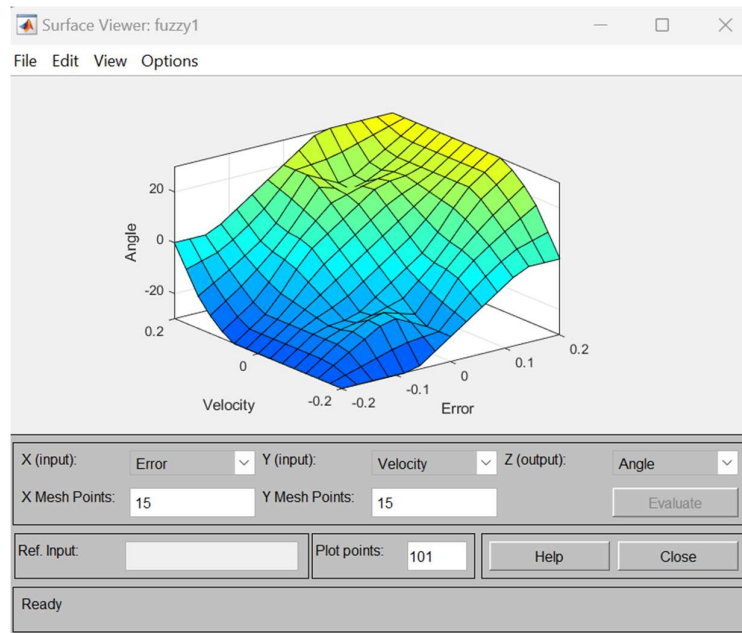 Surface Viewer: fuzzy1
File Edit View Options
20
0
-20
Angle
0.2
0
-0.2
Velocity
-0.2
-0.1
0
0.1
0.2
Error
X (input): Error Y (input): Velocity Z (output): Angle
X Mesh Points: 15 Y Mesh Points: 15 Evaluate
Ref. Input: Plot points: 101 Help Close
Ready